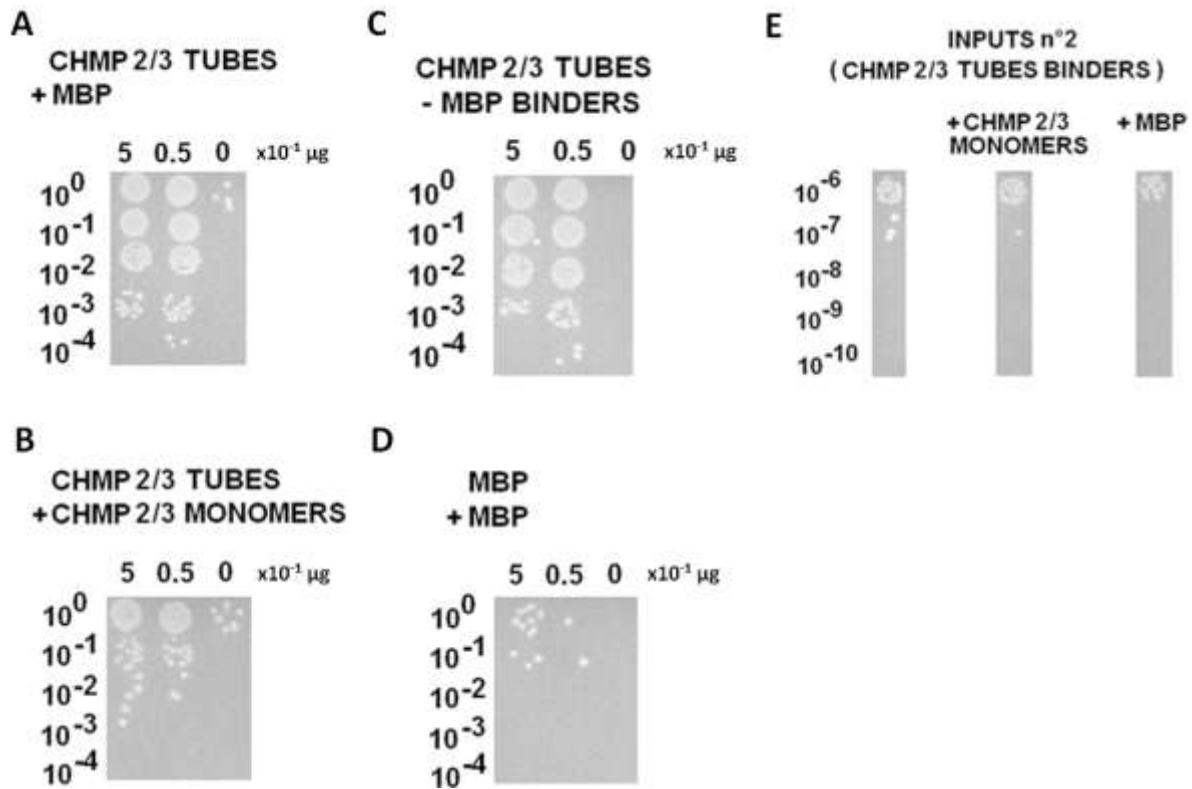 A
CHMP 2/3 TUBES
+ MBP
5 0.5 0 x10⁻¹ µg
10⁰
10⁻¹
10⁻²
10⁻³
10⁻⁴
B
CHMP 2/3 TUBES
+ CHMP 2/3 MONOMERS
5 0.5 0 x10⁻¹ µg
10⁰
10⁻¹
10⁻²
10⁻³
10⁻⁴
C
CHMP 2/3 TUBES
- MBP BINDERS
5 0.5 0 x10⁻¹ µg
10⁰
10⁻¹
10⁻²
10⁻³
10⁻⁴
D
MBP
+ MBP
5 0.5 0 x10⁻¹ µg
10⁰
10⁻¹
10⁻²
10⁻³
10⁻⁴
E
INPUTS n°2
( CHMP 2/3 TUBES BINDERS )
+ CHMP 2/3
MONOMERS
+ MBP
10⁻⁶
10⁻⁷
10⁻⁸
10⁻⁹
10⁻¹⁰